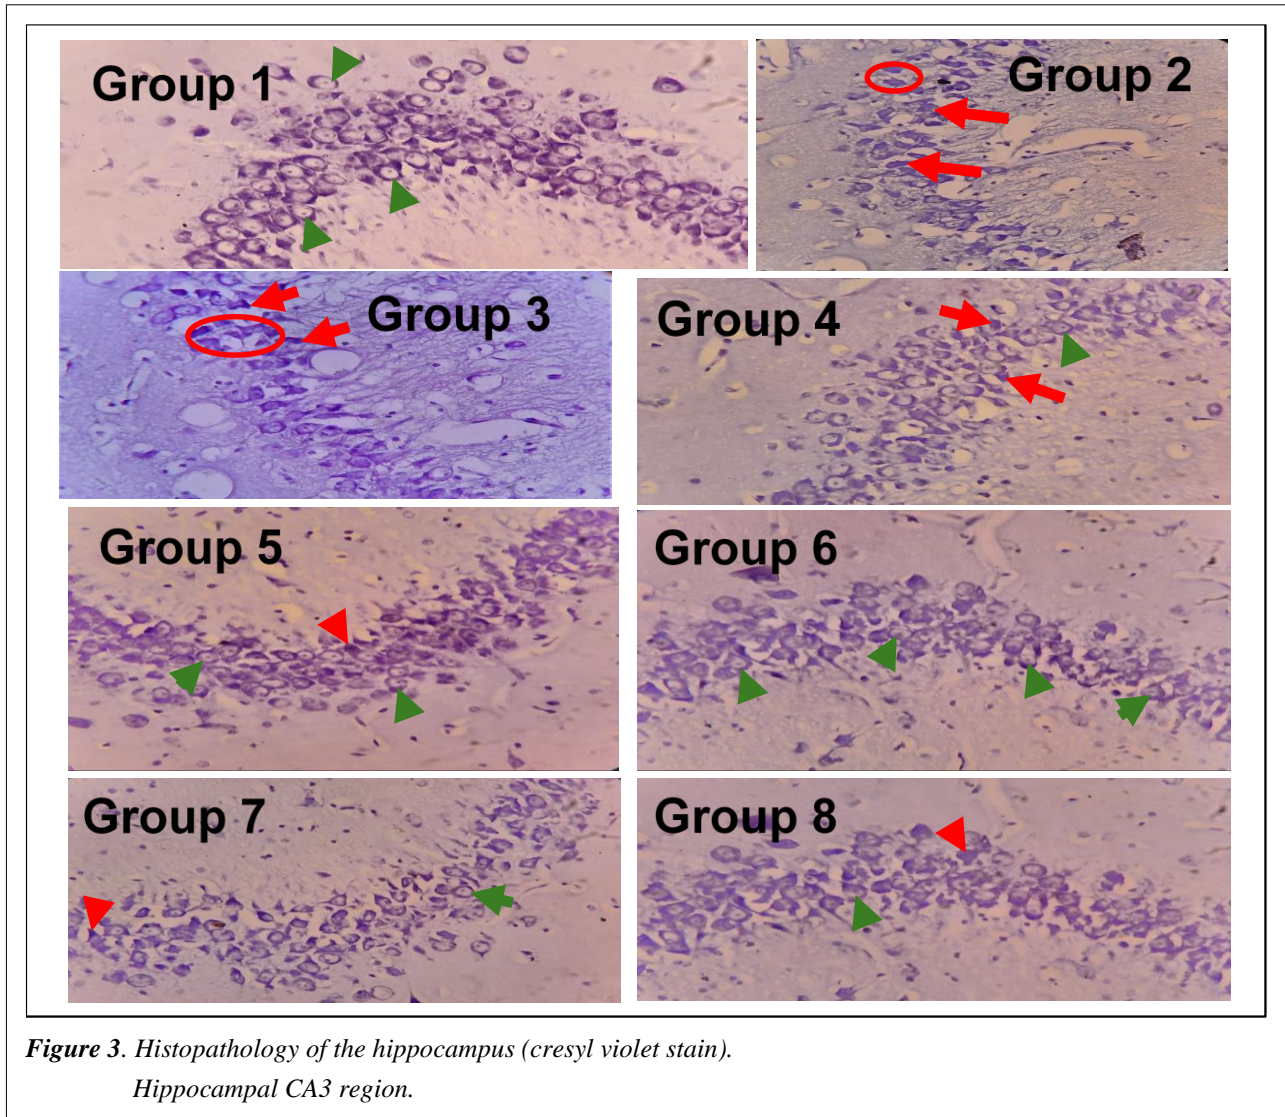 Group 1
Group 2
Group 3
Group 4
Group 5
Group 6
Group 7
Group 8
Figure 3. Histopathology of the hippocampus (cresyl violet stain).
Hippocampal CA3 region.